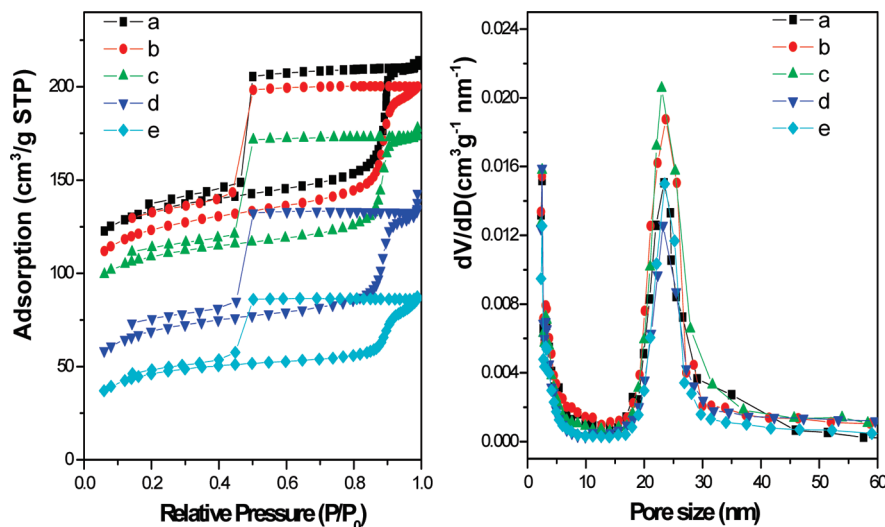 a
b
c
d
e
200
150
100
50
0
0.0 0.2 0.4 0.6 0.8 1.0
Adsorption (cm³/g STP)
Relative Pressure (P/P₀)
a
b
c
d
e
0.024
0.020
0.016
0.012
0.008
0.004
0.000
0 10 20 30 40 50 60
dV/dD(cm³g⁻¹ nm⁻¹)
Pore size (nm)